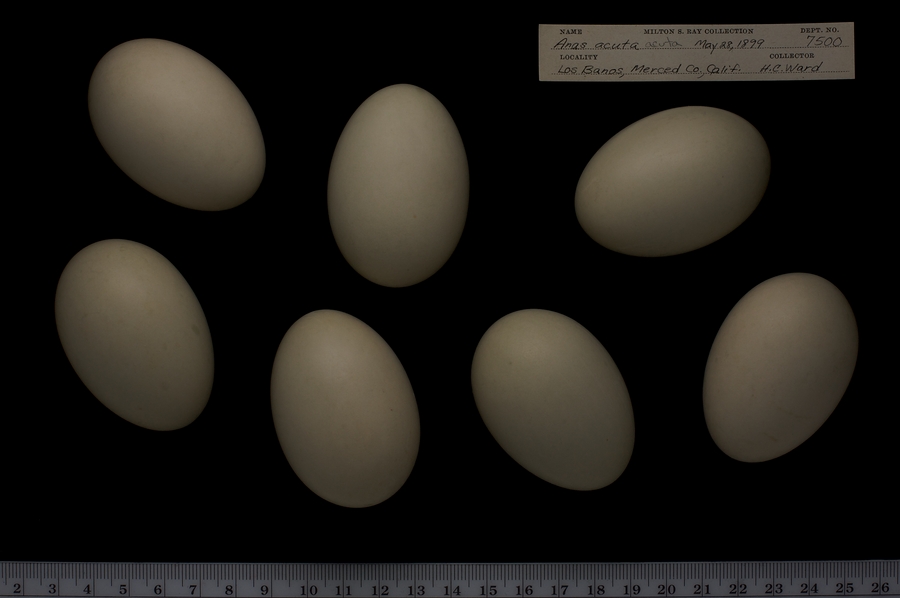 NAME MILTON S. RAY COLLECTION DEPT. NO.
Anas acuta acuta May 28, 1899 7500
LOCALITY COLLECTOR
Los Banos, Merced Co, Calif. H.C. Ward
2 3 4 5 6 7 8 9 10 11 12 13 14 15 16 17 18 19 20 21 22 23 24 25 26